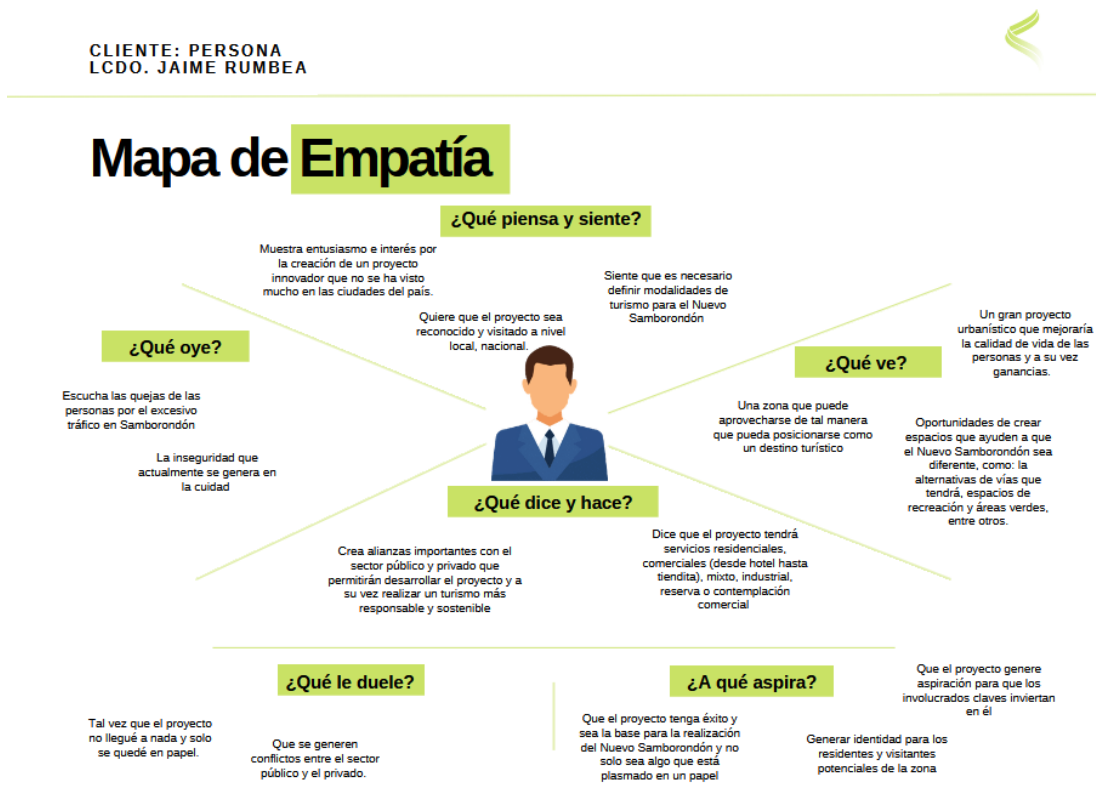 CLIENTE: PERSONA
LCDO. JAIME RUMBEA
Mapa de Empatía
¿Qué piensa y siente?
Muestra entusiasmo e interés por
la creación de un proyecto
innovador que no se ha visto
mucho en las ciudades del país.
Quiere que el proyecto sea
reconocido y visitado a nivel
local, nacional.
Siente que es necesario
definir modalidades de
turismo para el Nuevo
Samborondón
¿Qué oye?
Escucha las quejas de las
personas por el excesivo
tráfico en Samborondón
La inseguridad que
actualmente se genera en
la cuidad
¿Qué ve?
Un gran proyecto
urbanístico que mejoraría
la calidad de vida de las
personas y a su vez
ganancias.
Una zona que puede
aprovecharse de tal manera
que pueda posicionarse como
un destino turístico
Oportunidades de crear
espacios que ayuden a que
el Nuevo Samborondón sea
diferente, como: la
alternativas de vías que
tendrá, espacios de
recreación y áreas verdes,
entre otros.
¿Qué dice y hace?
Crea alianzas importantes con el
sector público y privado que
permitirán desarrollar el proyecto y a
su vez realizar un turismo más
responsable y sostenible
Dice que el proyecto tendrá
servicios residenciales,
comerciales (desde hotel hasta
tiendita), mixto, industrial,
reserva o contemplación
comercial
¿Qué le duele?
Tal vez que el proyecto
no llegué a nada y solo
se quedé en papel.
Que se generen
conflictos entre el sector
público y el privado.
¿A qué aspira?
Que el proyecto tenga éxito y
sea la base para la realización
del Nuevo Samborondón y no
solo sea algo que está
plasmado en un papel
Que el proyecto genere
aspiración para que los
involucrados claves inviertan
en él
Generar identidad para los
residentes y visitantes
potenciales de la zona